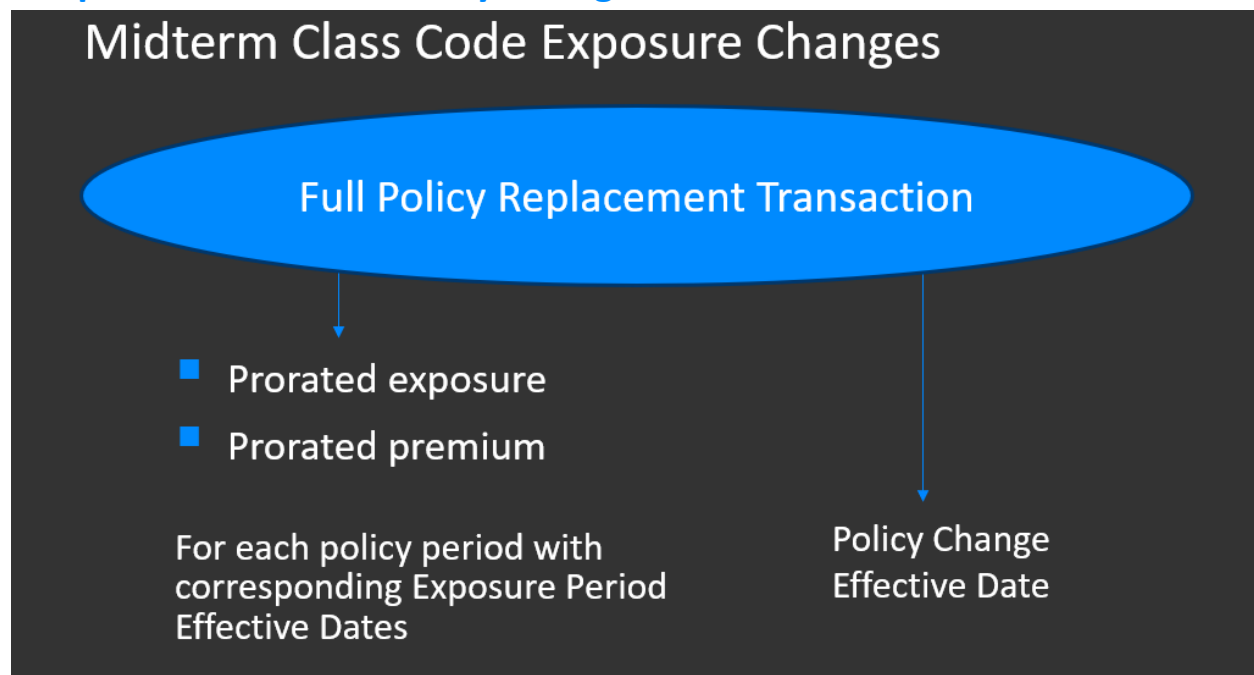 Midterm Class Code Exposure Changes
Full Policy Replacement Transaction
Prorated exposure
Prorated premium
For each policy period with
corresponding Exposure Period
Effective Dates
Policy Change
Effective Date